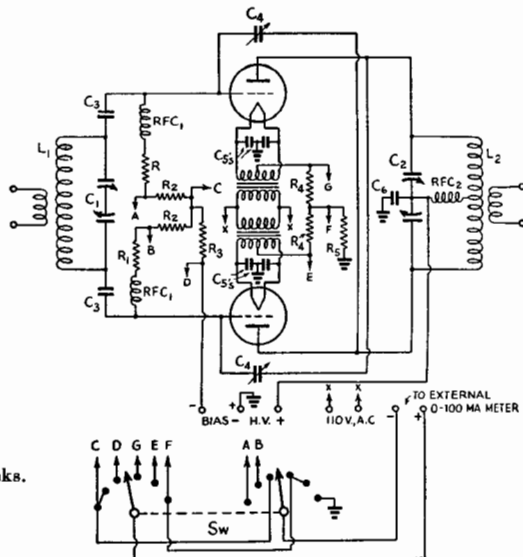 C4
C3
RFC1
L1
R
C5's
R4
G
C2
L2
C6
RFC2
R2
C
C1
A
X
X
F
R2
R4
R5
R1
B
R3
D
C5's
E
C3
RFC1
C4
X X TO EXTERNAL
- + - + - + 0-100 MA METER
BIAS - H.V. + 110V, A.C
C D G E F A B
ks.
Sw